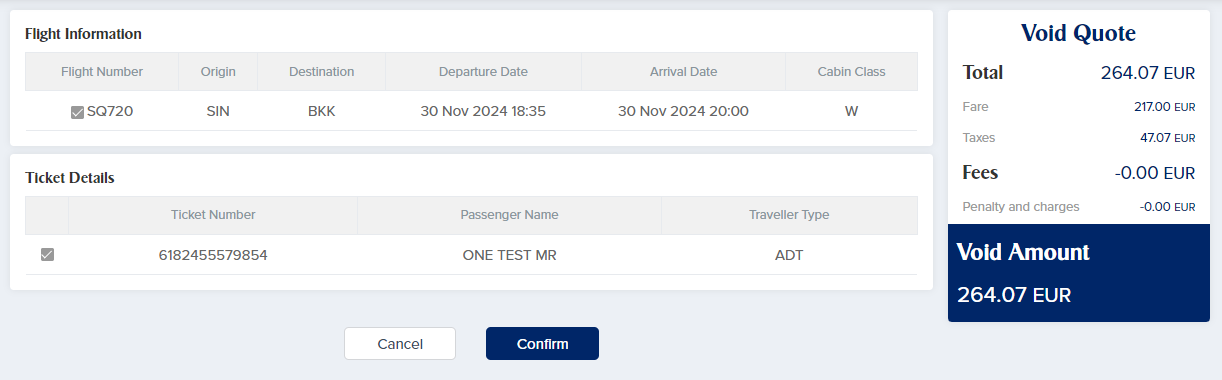 Flight Information
Flight Number Origin Destination Departure Date Arrival Date Cabin Class
SQ720 SIN BKK 30 Nov 2024 18:35 30 Nov 2024 20:00 W
Ticket Details
Ticket Number Passenger Name Traveller Type
6182455579854 ONE TEST MR ADT
Cancel Confirm
Void Quote
Total 264.07 EUR
Fare 217.00 EUR
Taxes 47.07 EUR
Fees -0.00 EUR
Penalty and charges -0.00 EUR
Void Amount
264.07 EUR